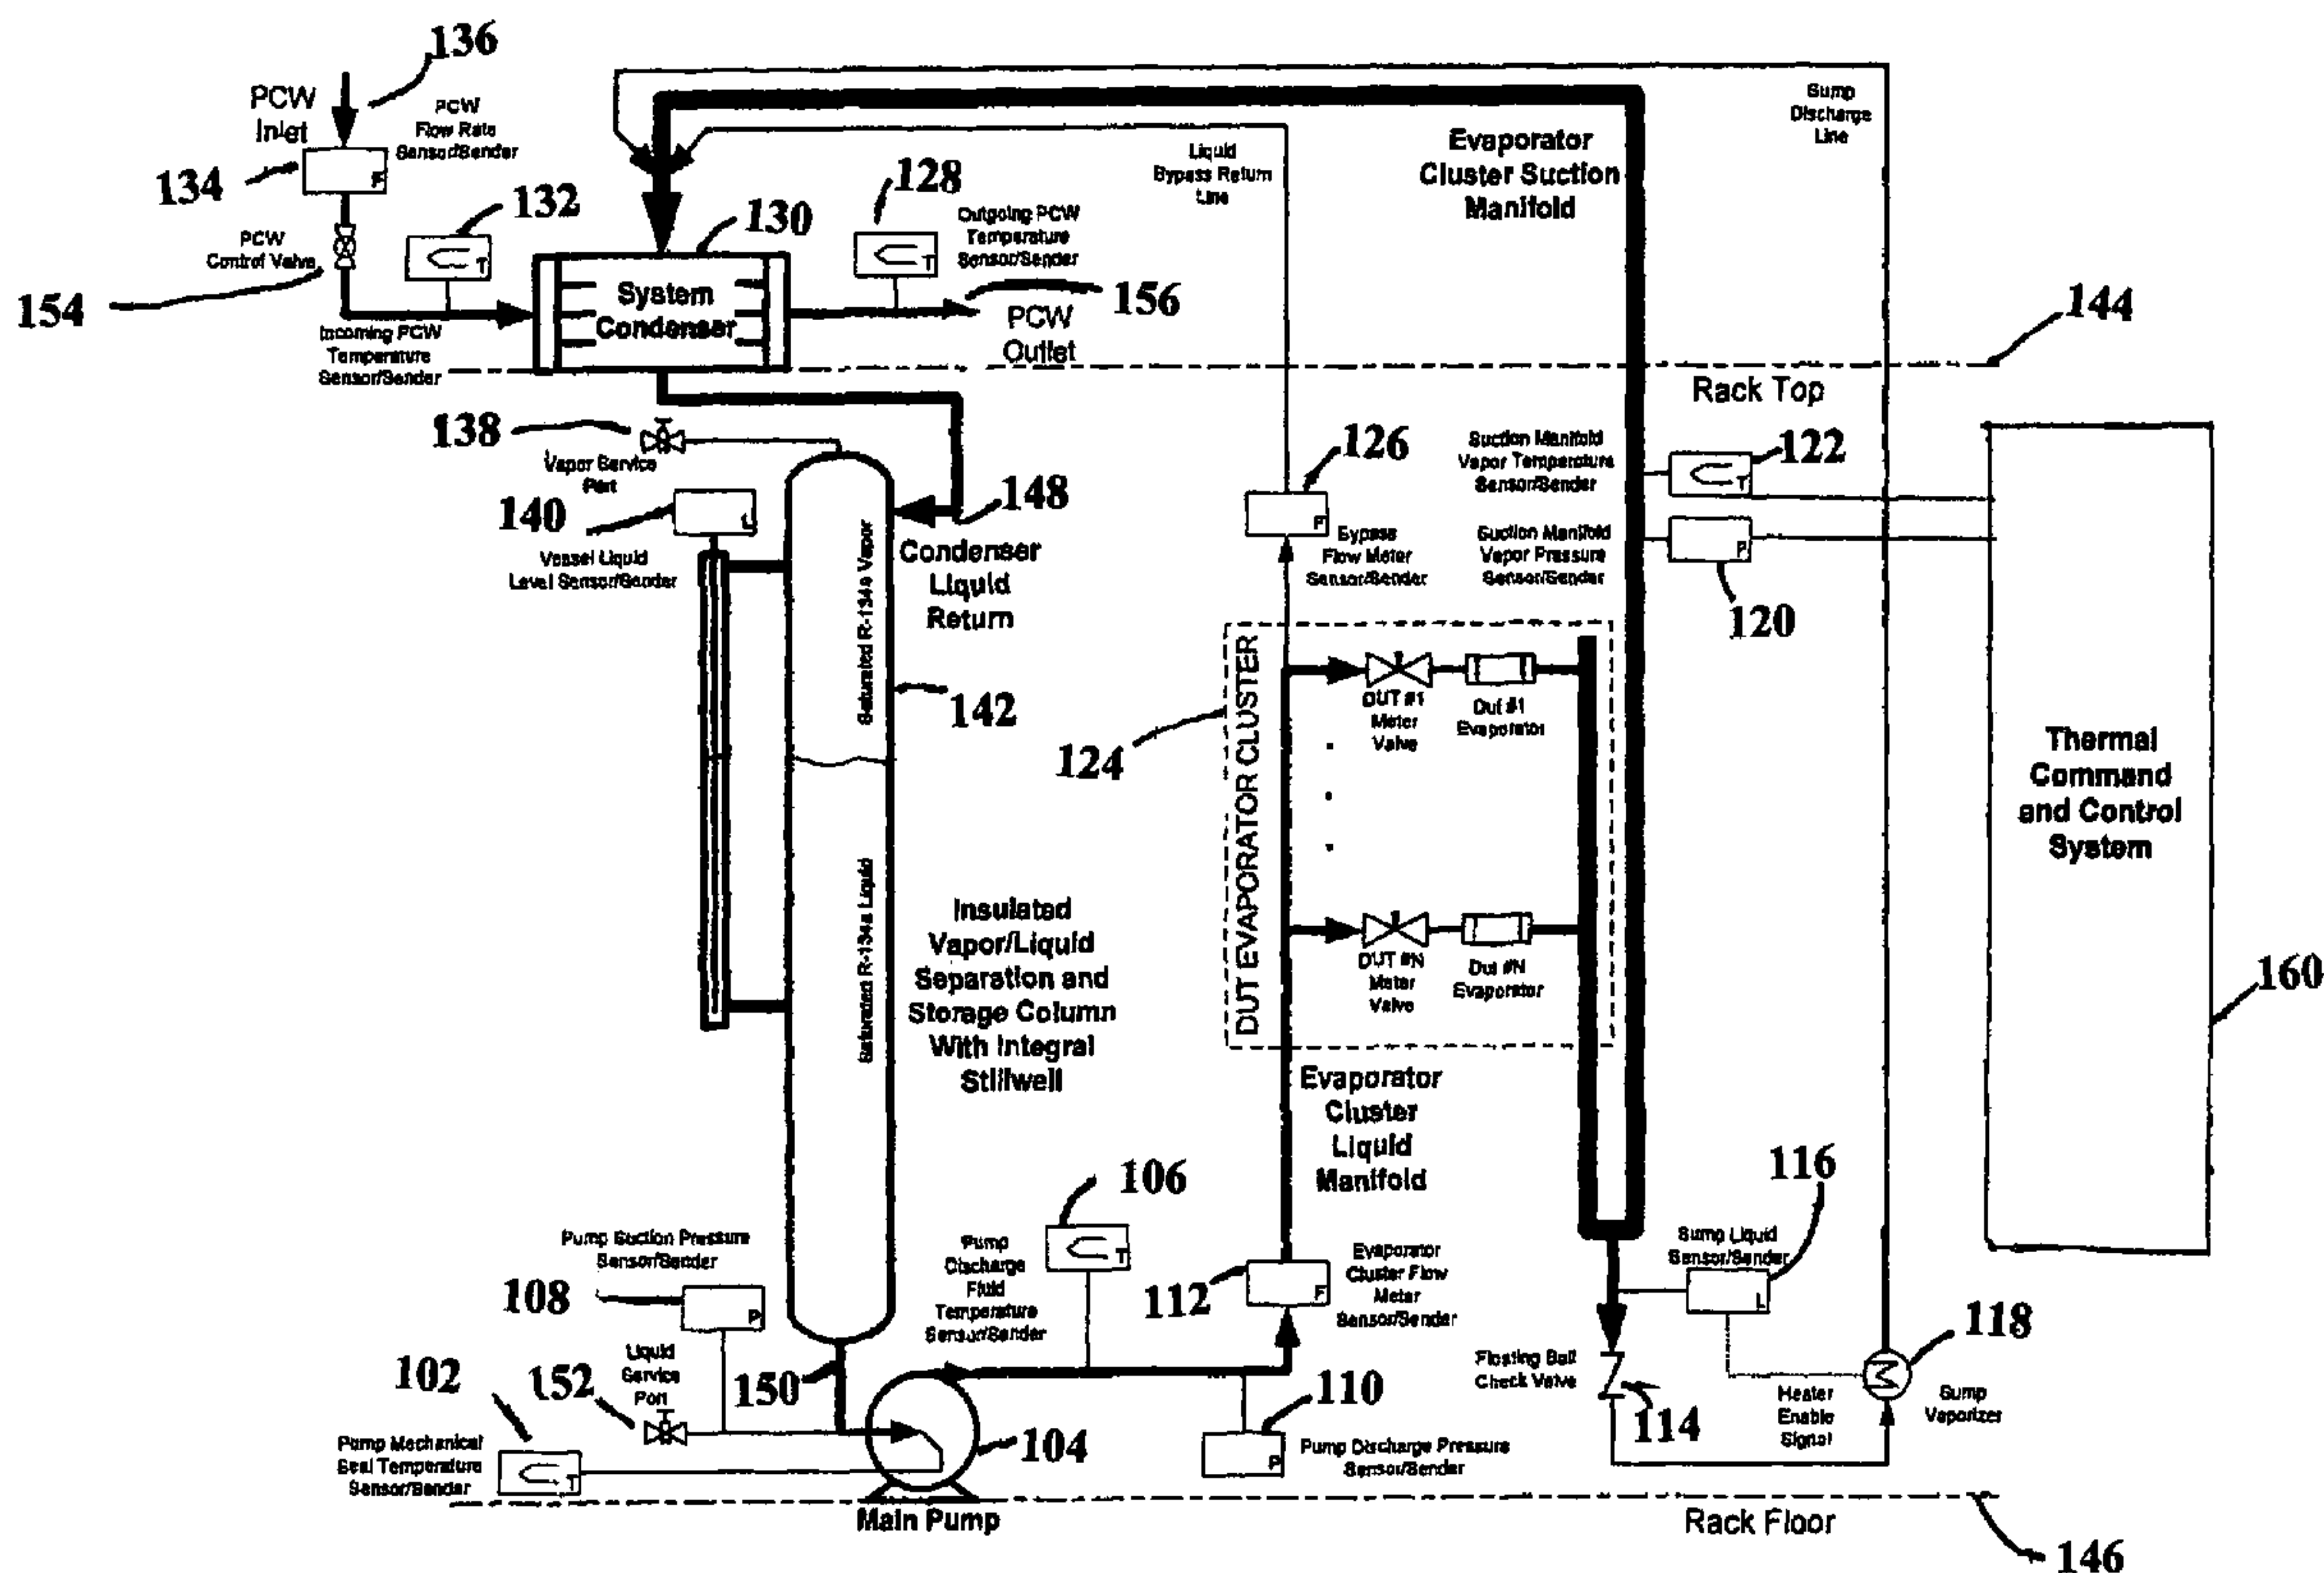 136
PCW
Inlet
PCW
Flow Rate
Sensor/Sender
134
F
PCW
Control Valve
154
132
T
Incoming PCW
Temperature
Sensor/Sender
130
System
Condenser
128
T
Outgoing PCW
Temperature
Sensor/Sender
156
PCW
Outlet
Liquid
Bypass Return
Line
Evaporator
Cluster Suction
Manifold
Sump
Discharge
Line
144
Rack Top
138
Vapor Service
Port
140
L
Vessel Liquid
Level Sensor/Sender
148
Condenser
Liquid
Return
Saturated R-134a Vapor
142
Saturated R-134a Liquid
Insulated
Vapor/Liquid
Separation and
Storage Column
With Integral
Stillwell
126
F
Bypass
Flow Meter
Sensor/Sender
Suction Manifold
Vapor Temperature
Sensor/Sender
T
122
Suction Manifold
Vapor Pressure
Sensor/Sender
P
120
124
DUT EVAPORATOR CLUSTER
DUT #1
Meter
Valve
Dut #1
Evaporator
DUT #N
Meter
Valve
Dut #N
Evaporator
Evaporator
Cluster
Liquid
Manifold
Thermal
Command
and Control
System
160
Pump Suction Pressure
Sensor/Sender
108
P
Liquid
Service
Port
152
102
Pump Mechanical
Seal Temperature
Sensor/Sender
T
150
104
Main Pump
Pump
Discharge
Fluid
Temperature
Sensor/Sender
106
T
112
F
Evaporator
Cluster Flow
Meter
Sensor/Sender
110
P
Pump Discharge Pressure
Sensor/Sender
116
Sump Liquid
Sensor/Sender
L
Floating Ball
Check Valve
114
Heater
Enable
Signal
118
Sump
Vaporizer
Rack Floor
146